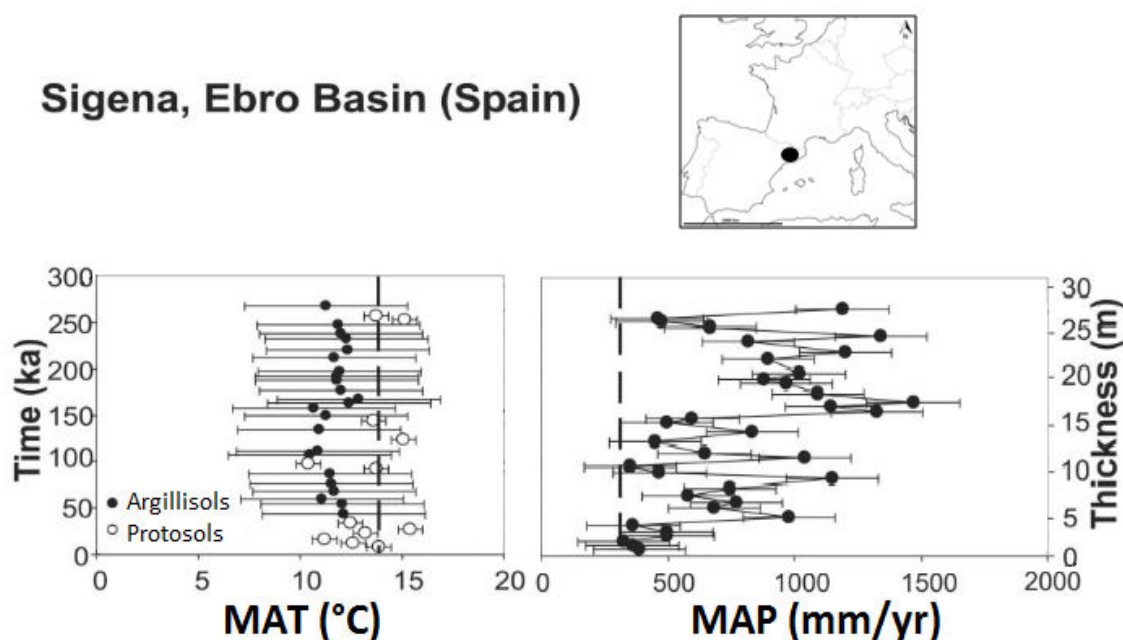 Sigena, Ebro Basin (Spain)
N
300
250
200
150
100
50
0
Time (ka)
Argillisols
Protosols
0 5 10 15 20
MAT (°C)
30
25
20
15
10
5
0
Thickness (m)
0 500 1000 1500 2000
MAP (mm/yr)